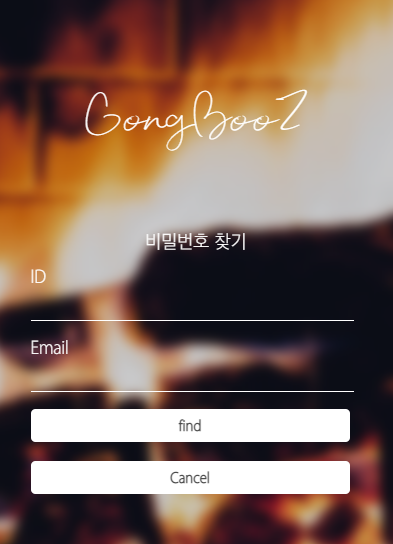 GongBooZ
비밀번호 찾기
ID
Email
find
Cancel